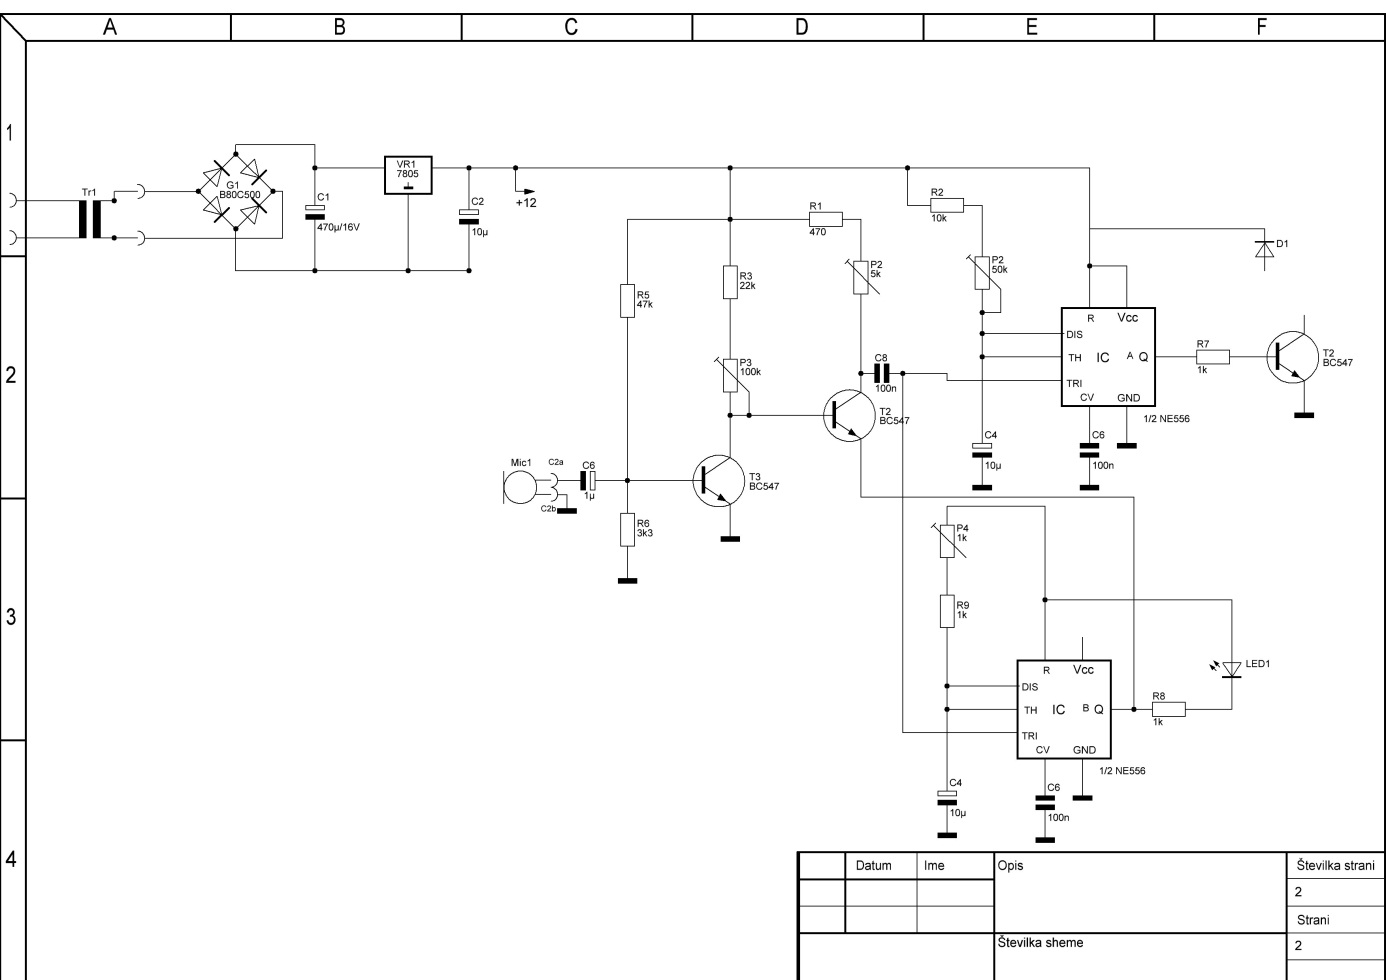 A B C D E F
1
VR1
7805
Tr1
G1
B80C500
C1
470µ/16V
C2
10µ
+12
R1
470
R2
10k
D1
P2
5k
P2
50k
R3
22k
R5
47k
2
R Vcc
DIS
TH IC A Q
TRI
CV GND
1/2 NE556
R7
1k
T2
BC547
P3
100k
C8
100n
T2
BC547
C4
10µ
C6
100n
Mic1
C2a
C2b
C6
1µ
T3
BC547
R6
3k3
P4
1k
3
R9
1k
R Vcc
DIS
TH IC B Q
TRI
CV GND
1/2 NE556
LED1
R8
1k
C4
10µ
C6
100n
4
Datum Ime Opis Številka strani
2
Strani
Številka sheme 2